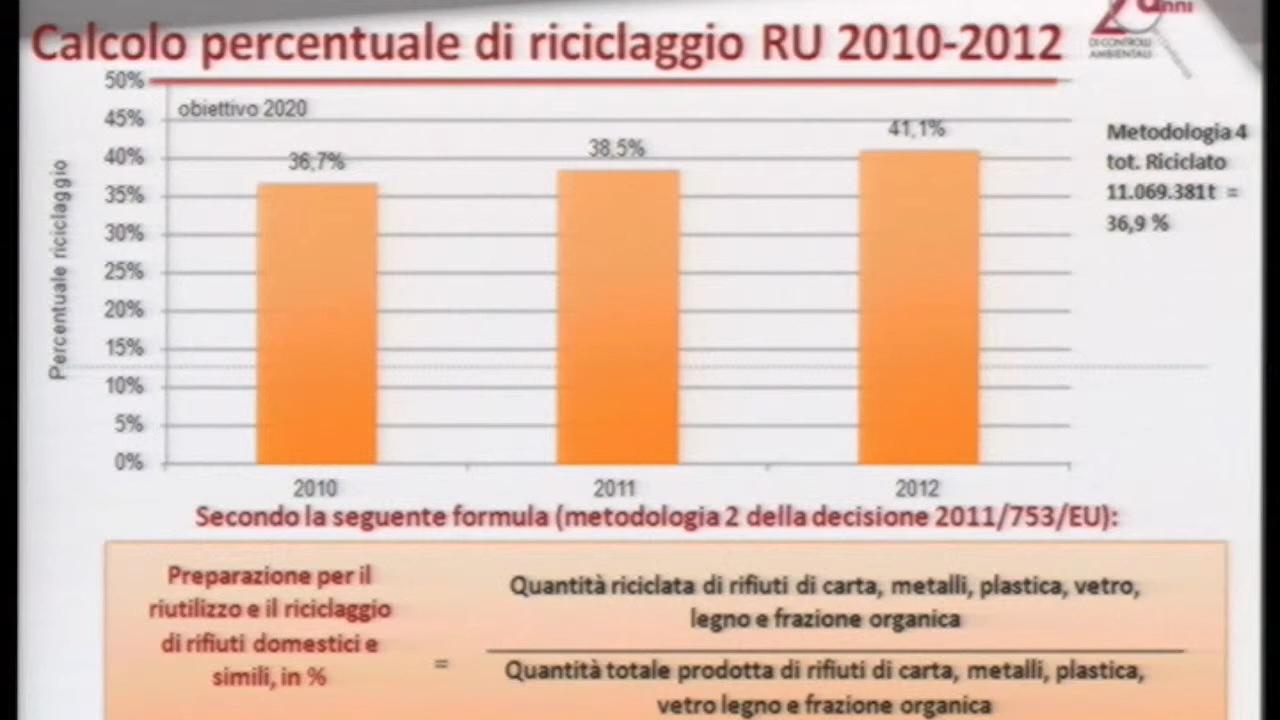 Calcolo percentuale di riciclaggio RU 2010-2012
anni
DI CONTROLLI
AMBIENTALI
50%
obiettivo 2020
45%
40%
35%
30%
25%
20%
15%
10%
5%
0%
Percentuale riciclaggio
36,7%
38,5%
41,1%
2010
2011
2012
Metodologia 4
tot. Riciclato
11.069.381t =
36,9 %
Secondo la seguente formula (metodologia 2 della decisione 2011/753/EU):
Preparazione per il
riutilizzo e il riciclaggio
di rifiuti domestici e
simili, in %
=
Quantità riciclata di rifiuti di carta, metalli, plastica, vetro,
legno e frazione organica
Quantità totale prodotta di rifiuti di carta, metalli, plastica,
vetro legno e frazione organica